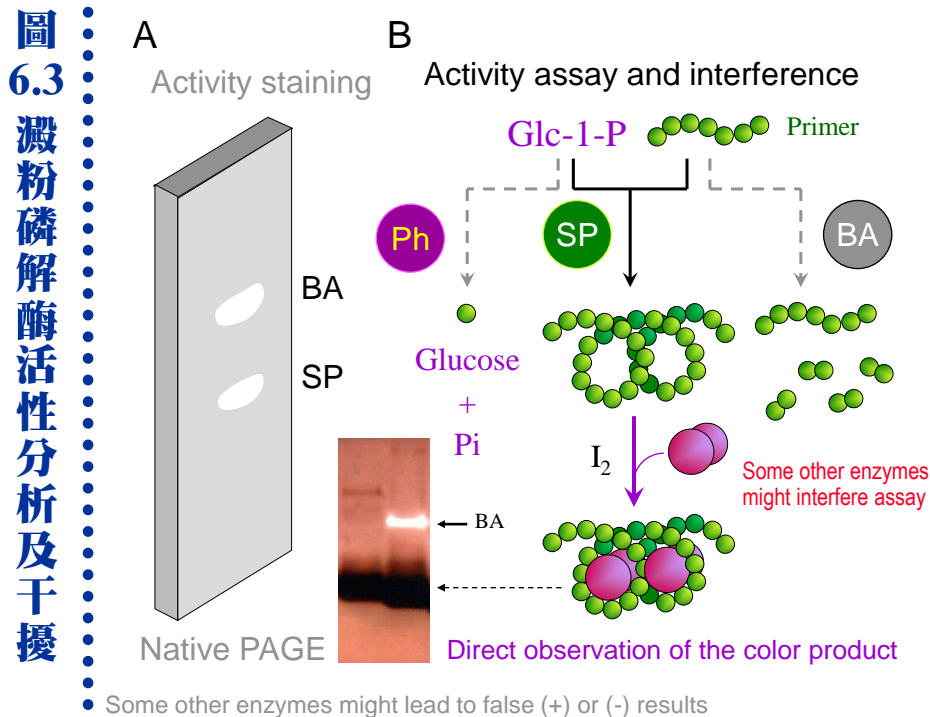 圖
6.3
澱
粉
磷
解
酶
活
性
分
析
及
干
擾
A
Activity staining
BA
SP
Native PAGE
B
Activity assay and interference
Glc-1-P
Primer
Ph
SP
BA
Glucose
+
Pi
I2
Some other enzymes
might interfere assay
BA
Direct observation of the color product
Some other enzymes might lead to false (+) or (-) results